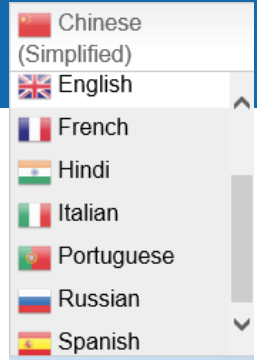 Chinese
(Simplified)
English
French
Hindi
Italian
Portuguese
Russian
Spanish